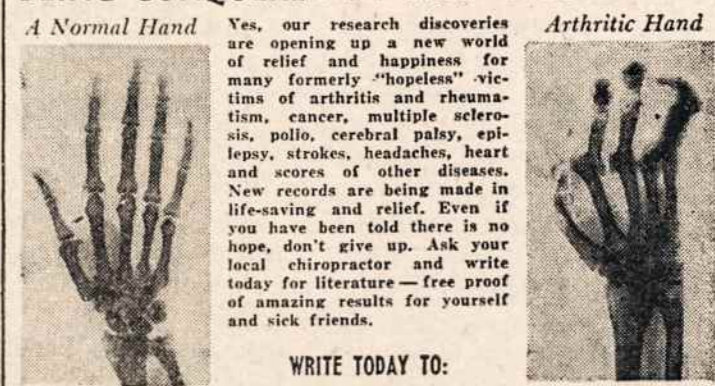 A Normal Hand
Yes, our research discoveries
are opening up a new world
of relief and happiness for
many formerly "hopeless" vic-
tims of arthritis and rheuma-
tism, cancer, multiple sclero-
sis, polio, cerebral palsy, epi-
lepsy, strokes, headaches, heart
and scores of other diseases.
New records are being made in
life-saving and relief. Even if
you have been told there is no
hope, don't give up. Ask your
local chiropractor and write
today for literature — free proof
of amazing results for yourself
and sick friends.
WRITE TODAY TO:
Arthritic Hand